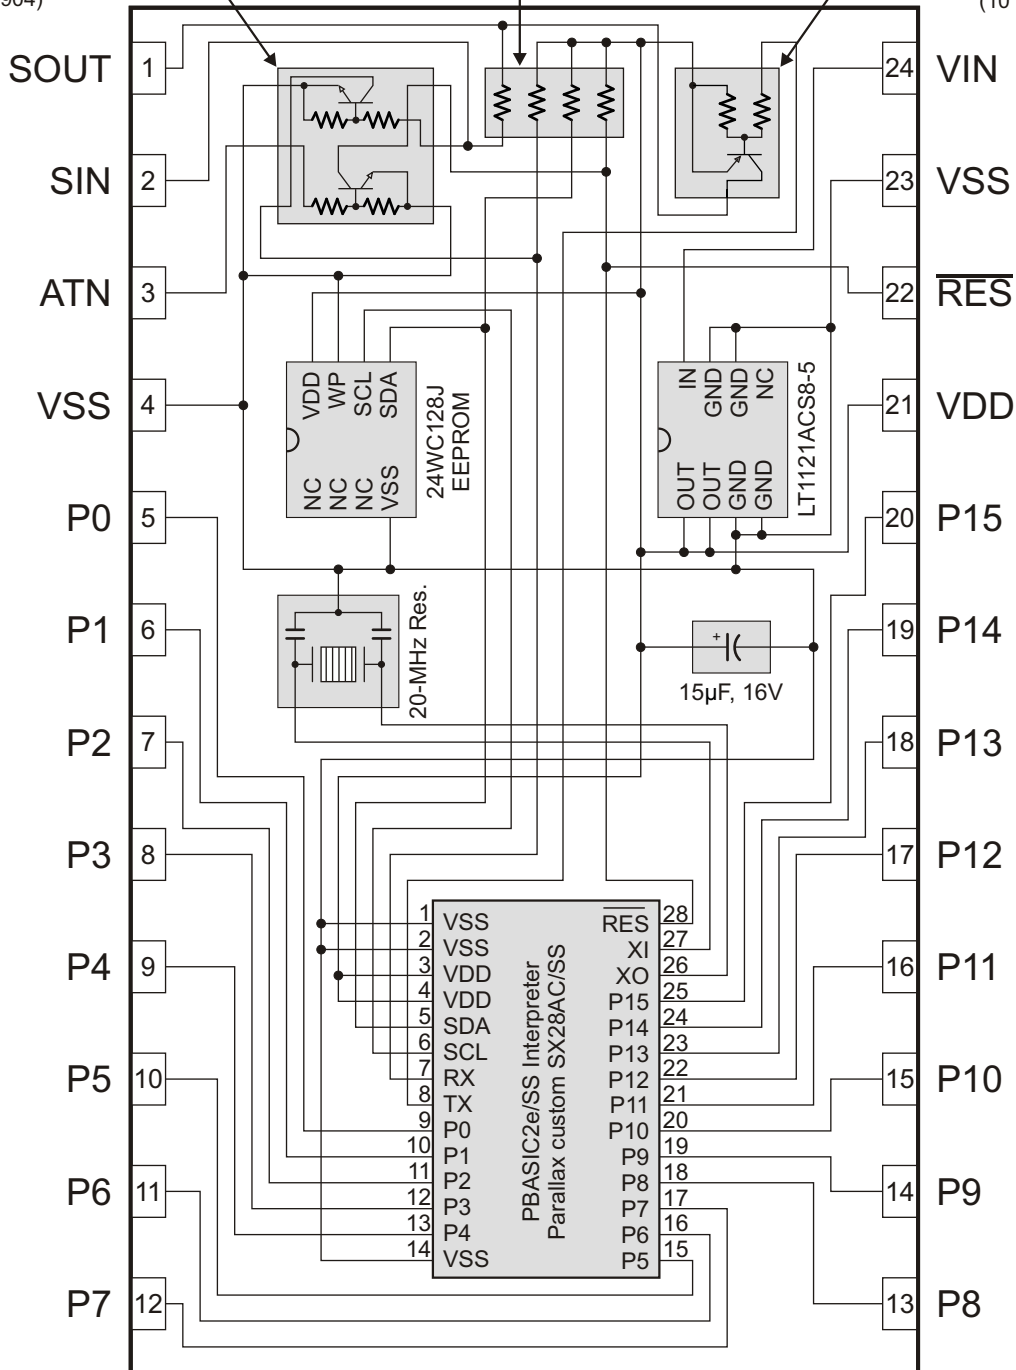 904)
(10
SOUT 1
SIN 2
ATN 3
VSS 4
P0 5
P1 6
P2 7
P3 8
P4 9
P5 10
P6 11
P7 12
24 VIN
23 VSS
22 RES
21 VDD
20 P15
19 P14
18 P13
17 P12
16 P11
15 P10
14 P9
13 P8
VDD
WP
SCL
SDA
NC
NC
NC
VSS
24WC128J
EEPROM
IN
GND
GND
NC
OUT
OUT
GND
GND
LT1121ACS8-5
20-MHz Res.
+
15µF, 16V
1 VSS
2 VSS
3 VDD
4 VDD
5 SDA
6 SCL
7 RX
8 TX
9 P0
10 P1
11 P2
12 P3
13 P4
14 VSS
PBASIC2e/SS Interpreter
Parallax custom SX28AC/SS
RES 28
XI 27
XO 26
P15 25
P14 24
P13 23
P12 22
P11 21
P10 20
P9 19
P8 18
P7 17
P6 16
P5 15